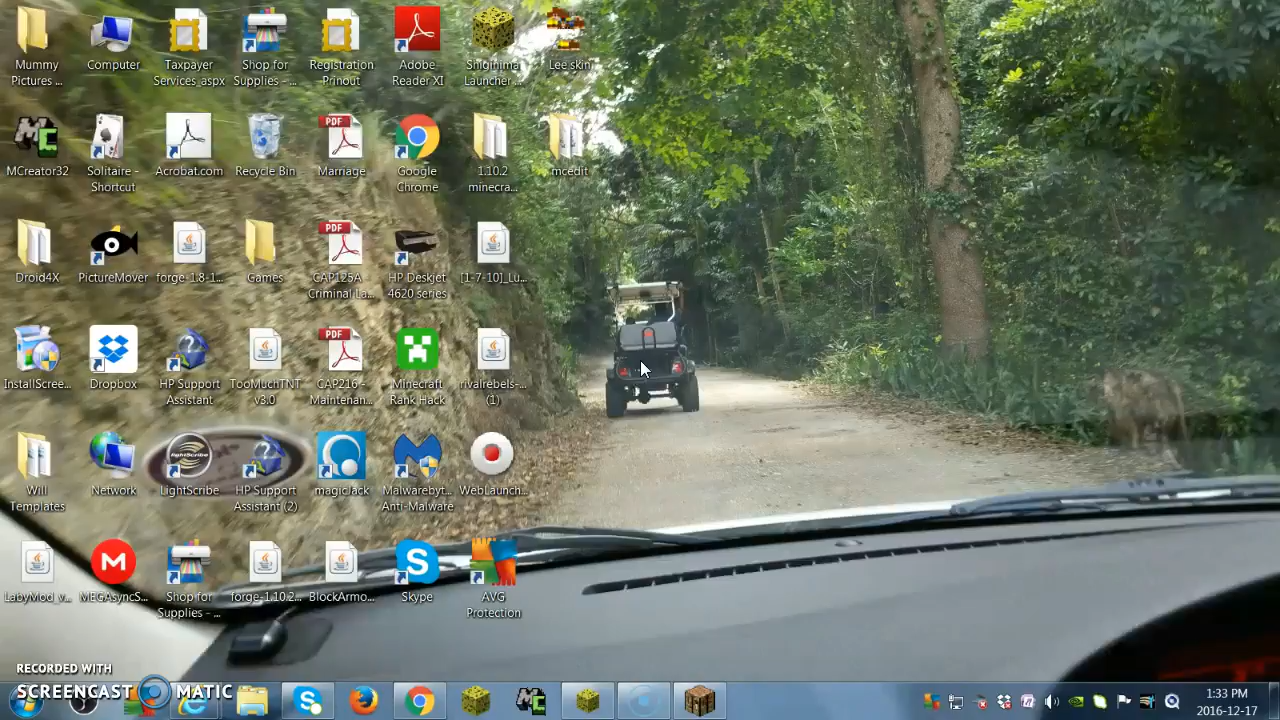 Mummy
Pictures ...
Computer
Taxpayer
Services_aspx
Shop for
Supplies - ...
Registration
Prinout
Adobe
Reader XI
Shiginima
Launcher...
Lee skin
MCreator32
Solitaire -
Shortcut
Acrobat.com
Recycle Bin
PDF
Marriage
Google
Chrome
1.10.2
minecra...
mcedit
Droid4X
PictureMover
forge-1.8-1...
Games
PDF
CAP125A
Criminal La...
HP Deskjet
4620 series
[1-7-10]_Lu...
InstallScree...
Dropbox
HP Support
Assistant
TooMuchTNT
v3.0
PDF
CAP216 -
Maintenan...
Minecraft
Rank Hack
rivalrebels-...
(1)
Will
Templates
Network
LightScribe
LightScribe
HP Support
Assistant (2)
magicJack
Malwarebyt...
Anti-Malware
WebLaunch...
LabyMod_v...
MEGAsyncS...
Shop for
Supplies - ...
forge-1.10.2...
BlockArmo...
Skype
AVG
Protection
RECORDED WITH
SCREENCAST MATIC
1:33 PM
2016-12-17